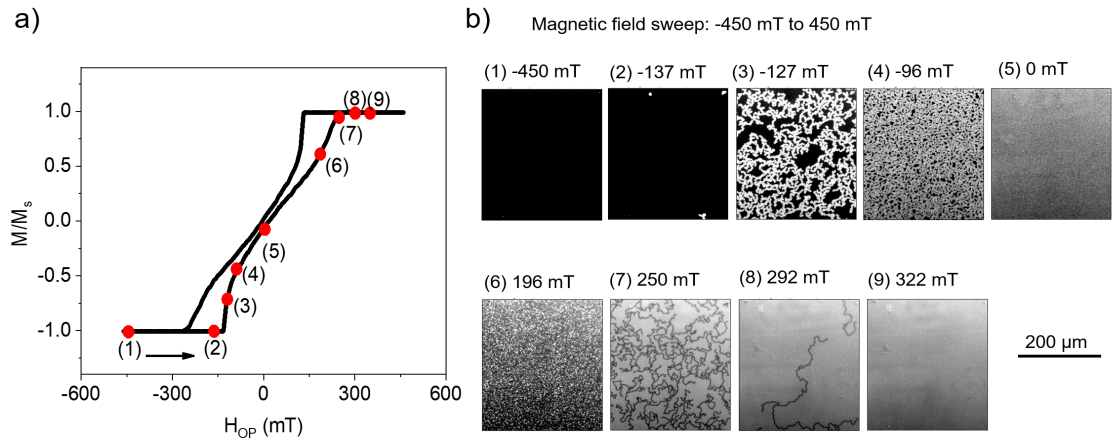 a)
M/Ms
1.0
0.5
0.0
-0.5
-1.0
-600
-300
0
300
600
HOP (mT)
(1)
(2)
(3)
(4)
(5)
(6)
(7)
(8)
(9)
b)
Magnetic field sweep: -450 mT to 450 mT
(1) -450 mT
(2) -137 mT
(3) -127 mT
(4) -96 mT
(5) 0 mT
(6) 196 mT
(7) 250 mT
(8) 292 mT
(9) 322 mT
200 µm